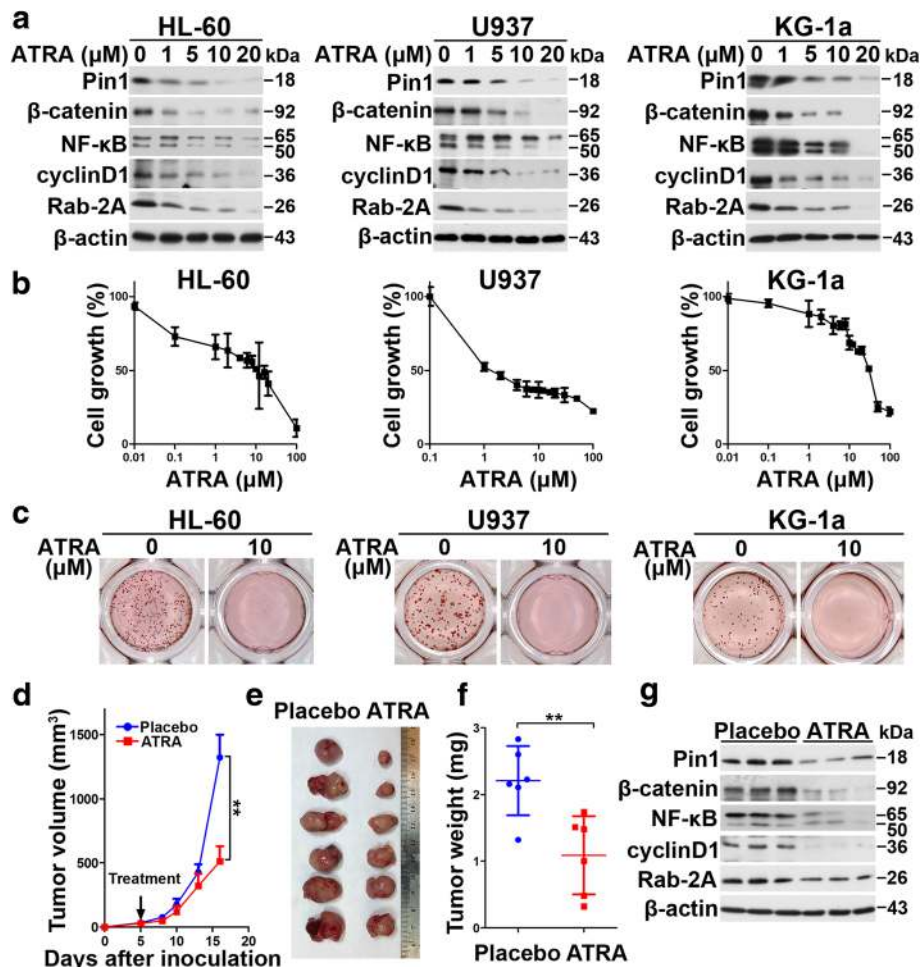 a
HL-60
U937
KG-1a
ATRA (μM) 0 1 5 10 20 kDa
ATRA (μM) 0 1 5 10 20 kDa
ATRA (μM) 0 1 5 10 20 kDa
Pin1 –18
Pin1 –18
Pin1 –18
β-catenin –92
β-catenin –92
β-catenin –92
NF-κB –65 –50
NF-κB –65 –50
NF-κB –65 –50
cyclinD1 –36
cyclinD1 –36
cyclinD1 –36
Rab-2A –26
Rab-2A –26
Rab-2A –26
β-actin –43
β-actin –43
β-actin –43
b
HL-60
Cell growth (%)
100
50
0
0.01 0.1 1 10 100
ATRA (μM)
U937
Cell growth (%)
100
50
0
0.1 1 10 100
ATRA (μM)
KG-1a
Cell growth (%)
100
50
0
0.01 0.1 1 10 100
ATRA (μM)
c
HL-60
ATRA (μM) 0 10
U937
ATRA (μM) 0 10
KG-1a
ATRA (μM) 0 10
d
Tumor volume (mm³)
1500
1000
500
0
Placebo
ATRA
**
Treatment
0 5 10 15 20
Days after inoculation
e
Placebo ATRA
f
Tumor weight (mg)
3
2
1
0
**
Placebo ATRA
g
Placebo ATRA kDa
Pin1 –18
β-catenin –92
NF-κB –65 –50
cyclinD1 –36
Rab-2A –26
β-actin –43